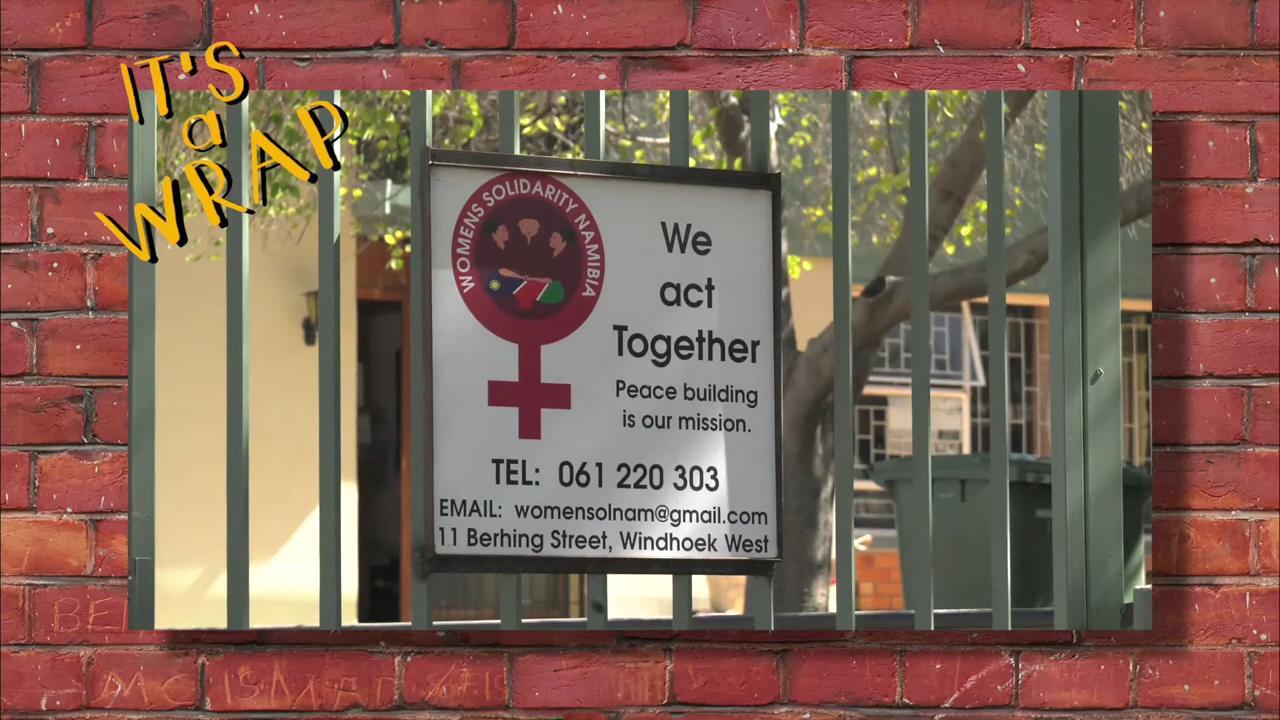 IT'S
a
WRAP
WOMENS SOLIDARITY NAMIBIA
We
act
Together
Peace building
is our mission.
TEL: 061 220 303
EMAIL: womensolnam@gmail.com
11 Berhing Street, Windhoek West